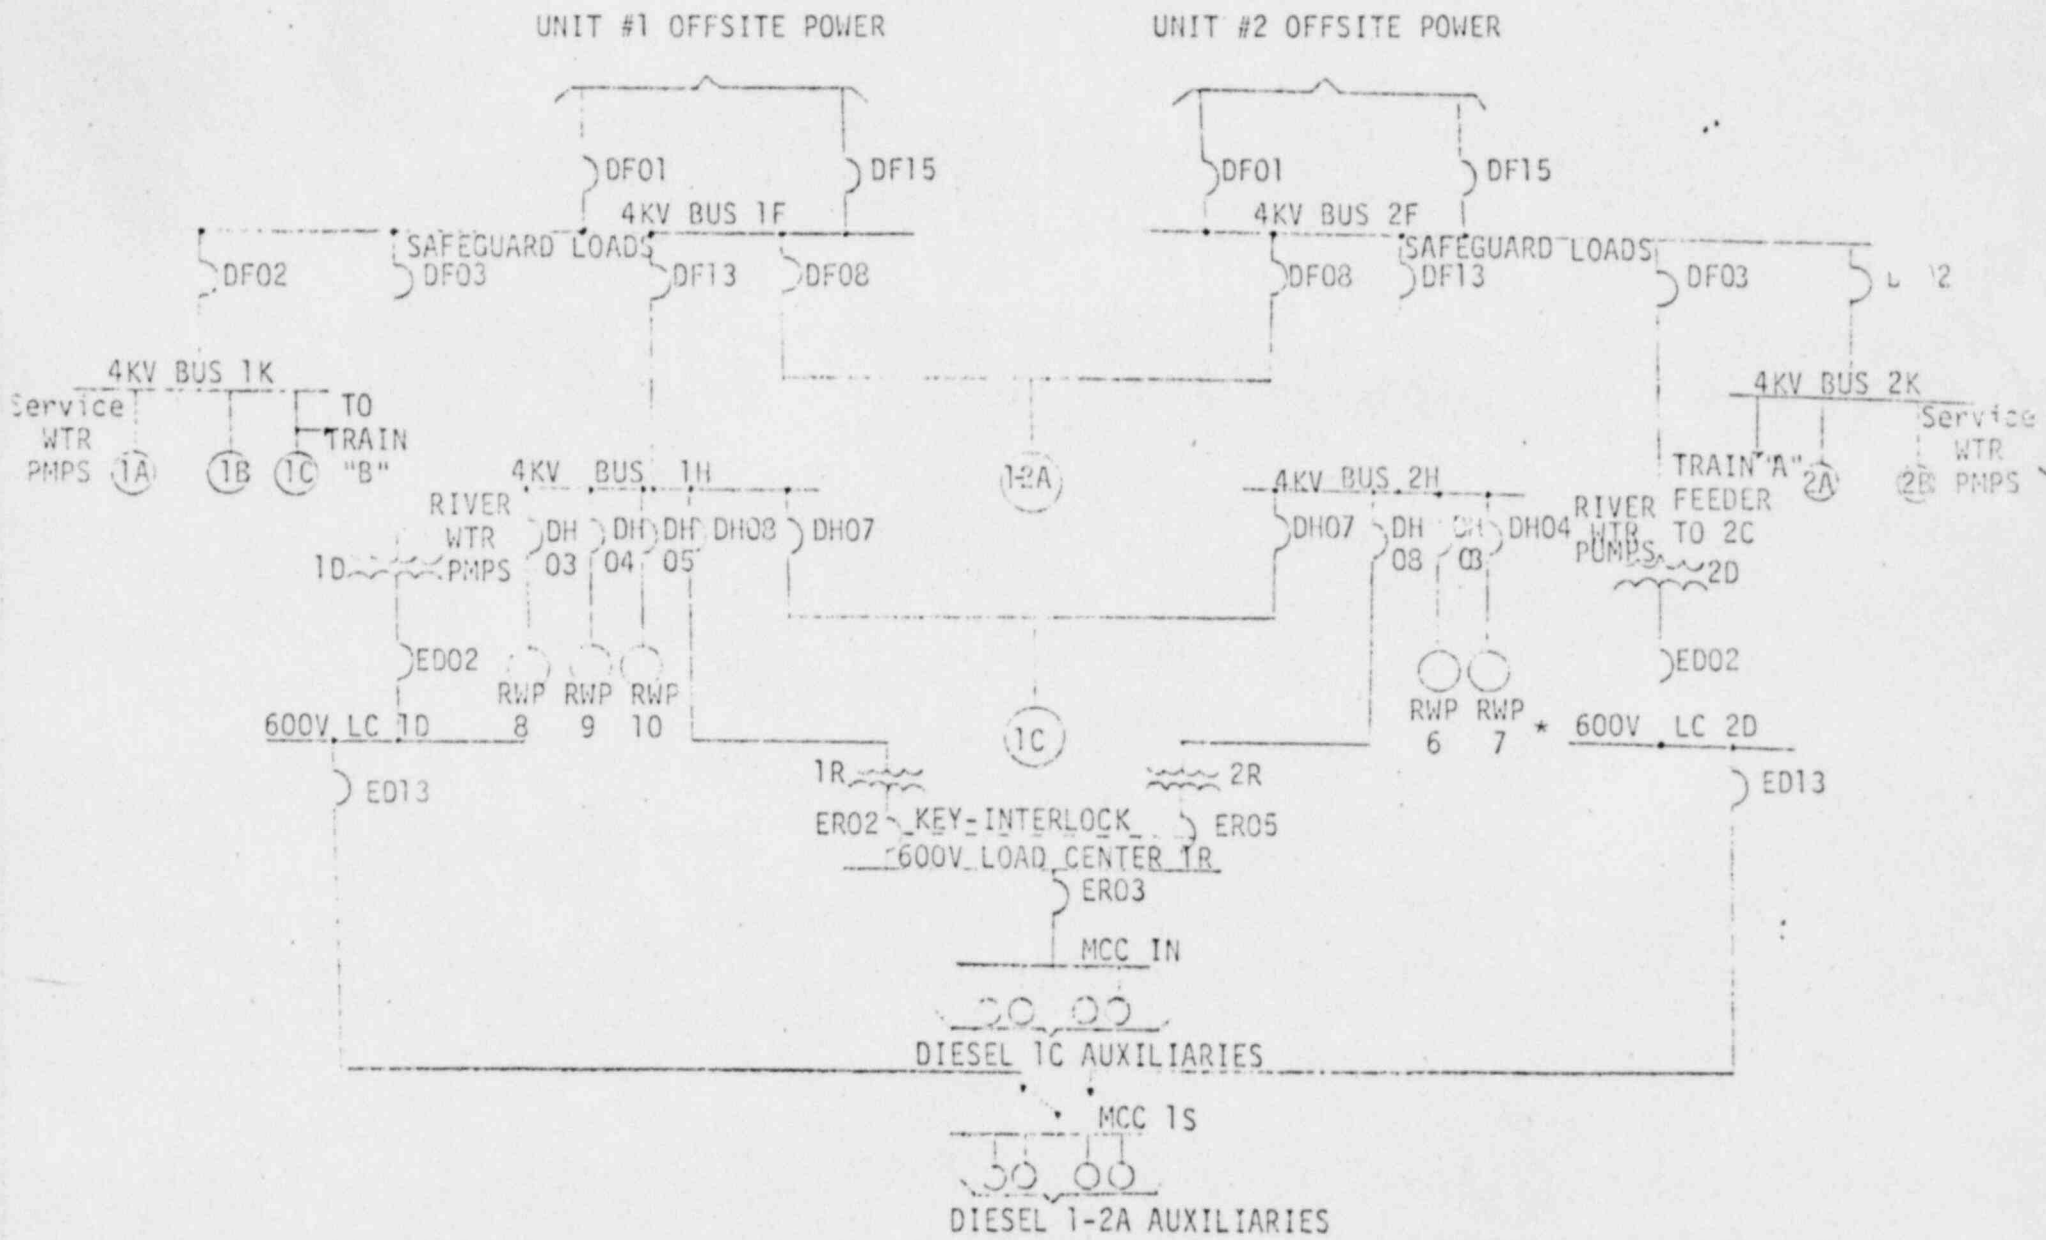 UNIT #1 OFFSITE POWER
UNIT #2 OFFSITE POWER
DF01
DF15
DF01
DF15
4KV BUS 1F
4KV BUS 2F
SAFEGUARD LOADS
SAFEGUARD LOADS
DF02
DF03
DF13
DF08
DF08
DF13
DF03
2
4KV BUS 1K
4KV BUS 2K
Service
WTR
PMPS
1A
1B
1C
TO
TRAIN
"B"
4KV BUS 1H
1-2A
4KV BUS 2H
TRAIN "A"
FEEDER
TO 2C
2A
2B
Service
WTR
PMPS
RIVER
WTR
PMPS
DH
03
DH
04
DH
05
DH08
DH07
DH07
DH
08
DH
03
DH04
RIVER
WTR
PUMPS
1D
2D
ED02
RWP
8
RWP
9
RWP
10
RWP
6
RWP
7
*
ED02
600V LC 1D
1C
600V LC 2D
ED13
1R
2R
ED13
ER02
KEY-INTERLOCK
ER05
600V LOAD CENTER 1R
ER03
MCC IN
DIESEL 1C AUXILIARIES
MCC 1S
DIESEL 1-2A AUXILIARIES